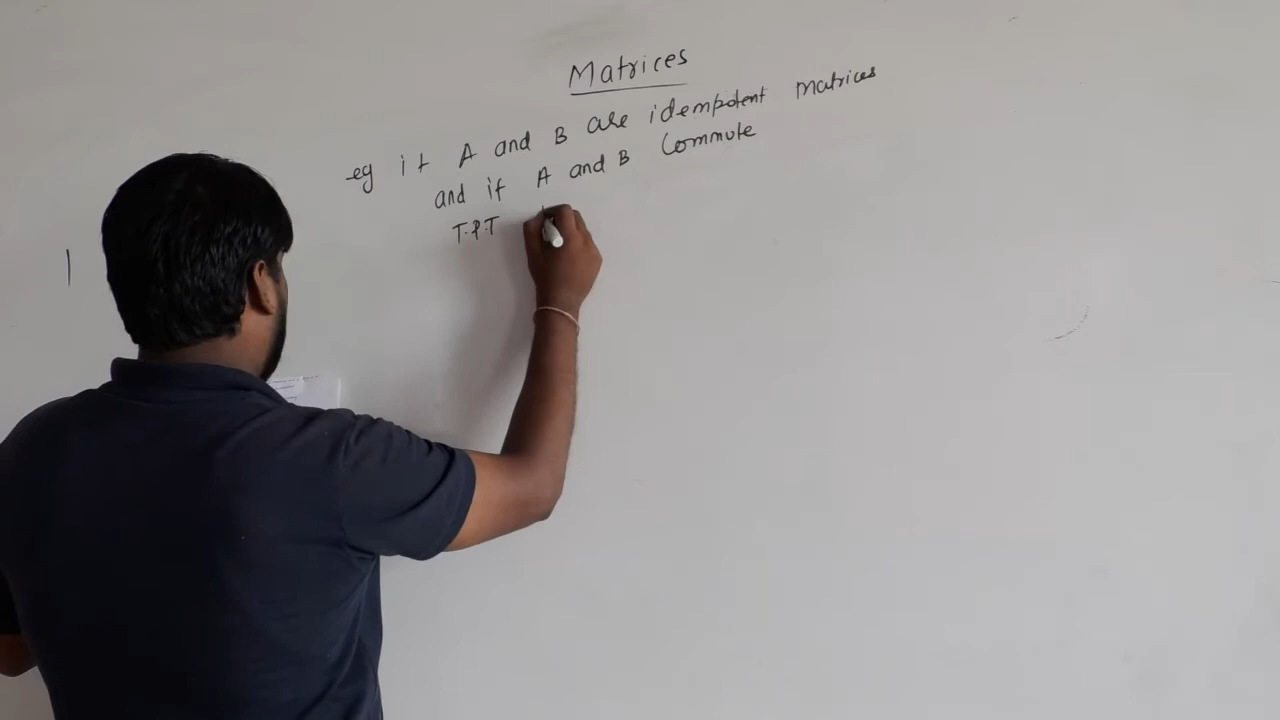 Matrices
eg if A and B are idempotent matrices
and if A and B Commute
T.P.T